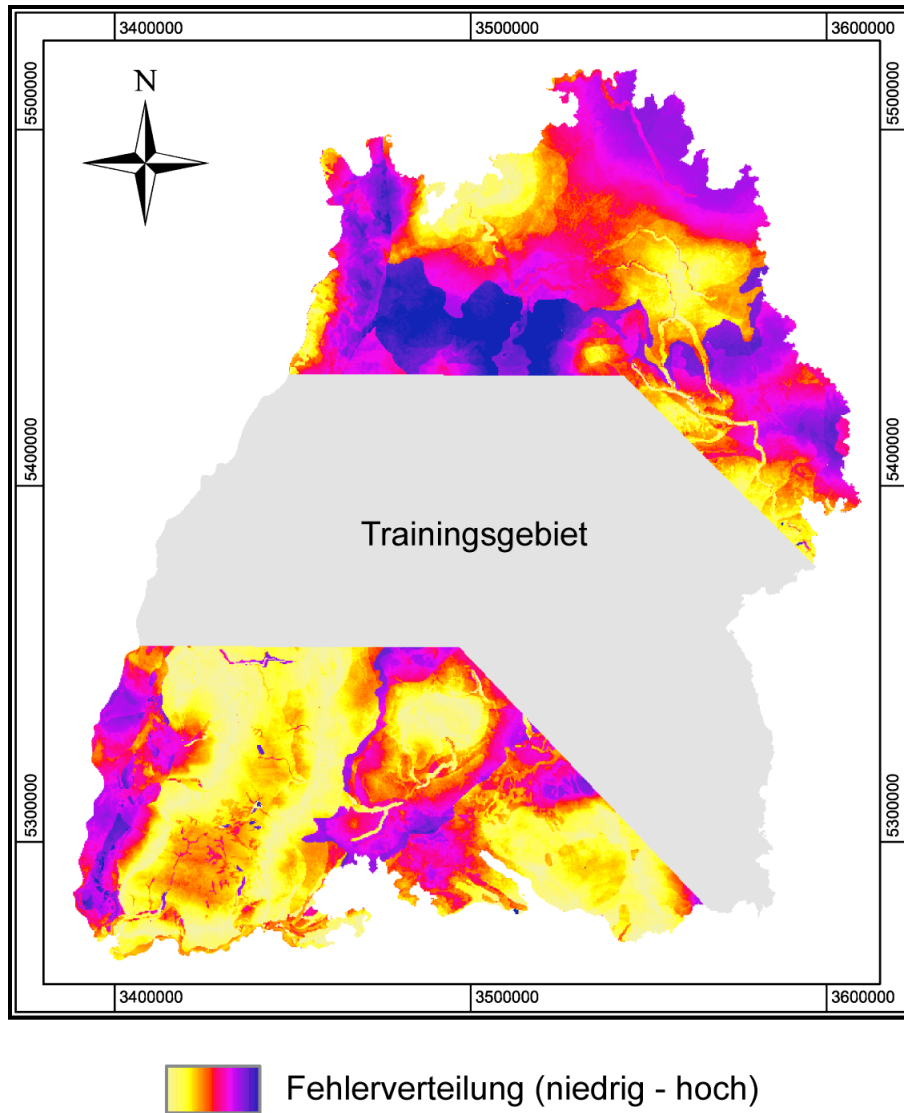 3400000 3500000 3600000
5500000 5500000
N
5400000 5400000
Trainingsgebiet
5300000 5300000
3400000 3500000 3600000
Fehlerverteilung (niedrig - hoch)